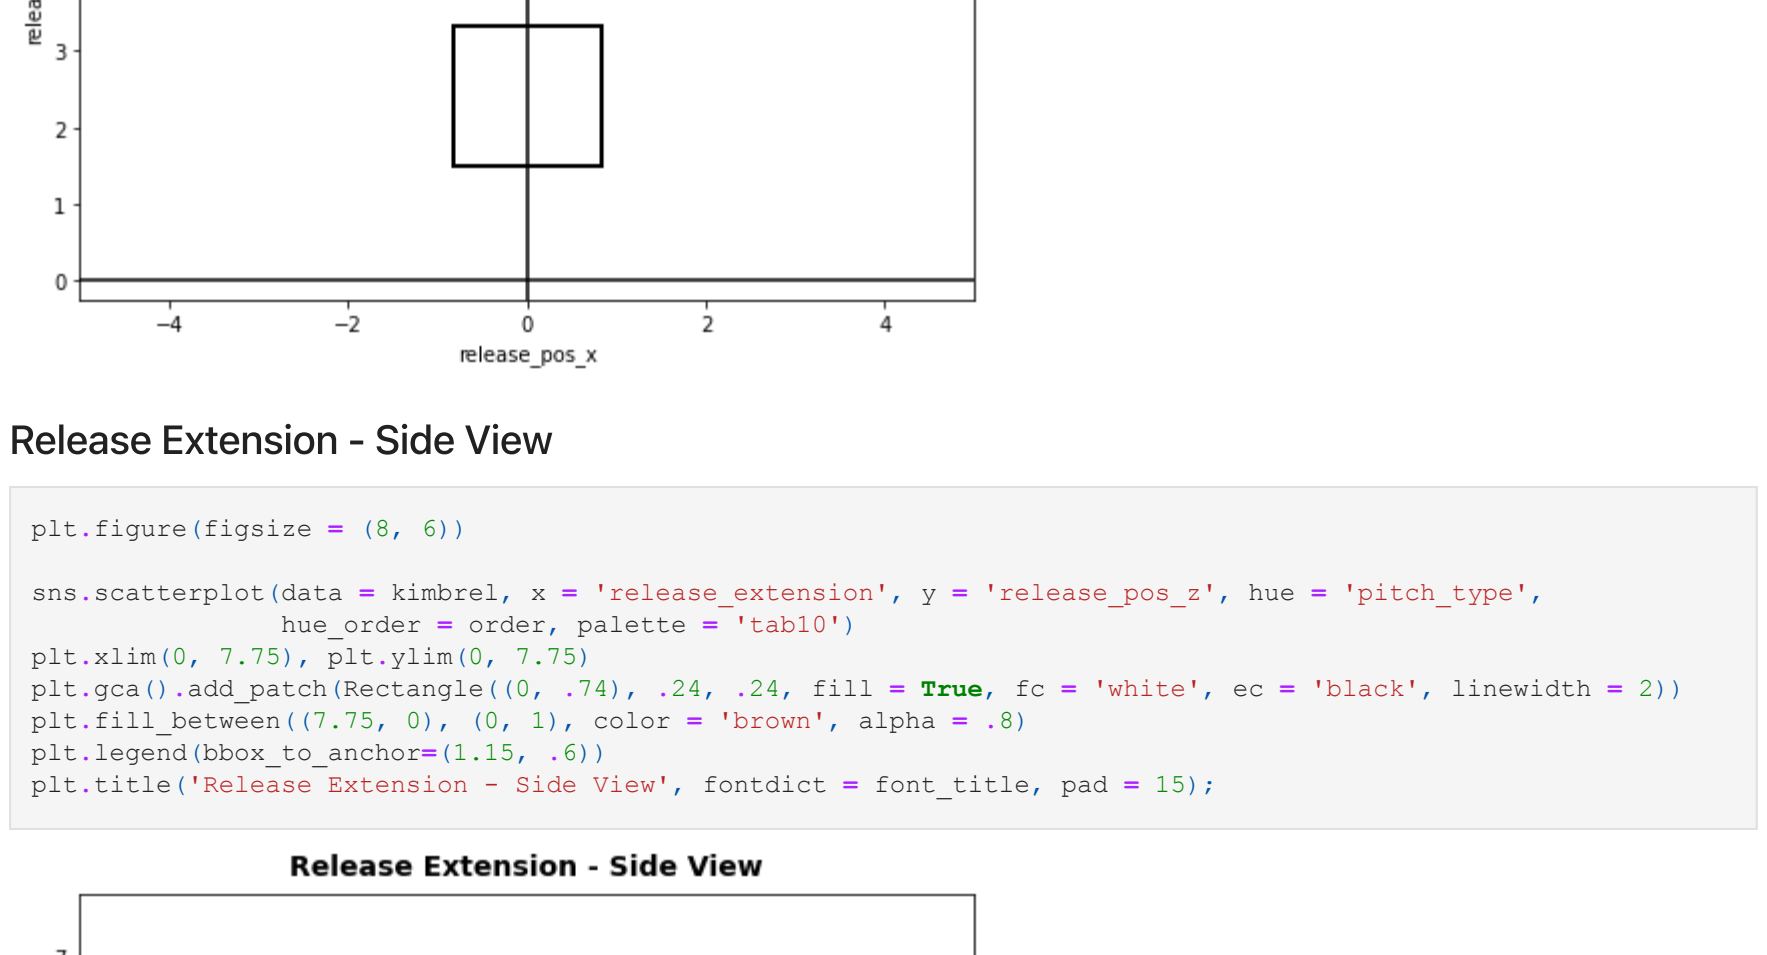 relea
3
2
1
0
−4 −2 0 2 4
release_pos_x
Release Extension - Side View
plt.figure(figsize = (8, 6))
sns.scatterplot(data = kimbrel, x = 'release_extension', y = 'release_pos_z', hue = 'pitch_type',
hue_order = order, palette = 'tab10')
plt.xlim(0, 7.75), plt.ylim(0, 7.75)
plt.gca().add_patch(Rectangle((0, .74), .24, .24, fill = True, fc = 'white', ec = 'black', linewidth = 2))
plt.fill_between((7.75, 0), (0, 1), color = 'brown', alpha = .8)
plt.legend(bbox_to_anchor=(1.15, .6))
plt.title('Release Extension - Side View', fontdict = font_title, pad = 15);
Release Extension - Side View